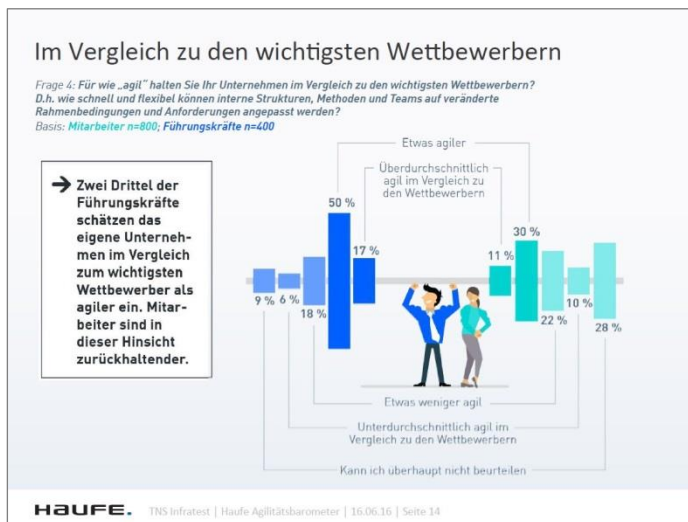 Im Vergleich zu den wichtigsten Wettbewerbern
Frage 4: Für wie „agil“ halten Sie Ihr Unternehmen im Vergleich zu den wichtigsten Wettbewerbern?
D.h. wie schnell und flexibel können interne Strukturen, Methoden und Teams auf veränderte
Rahmenbedingungen und Anforderungen angepasst werden?
Basis: Mitarbeiter n=800; Führungskräfte n=400
→ Zwei Drittel der
Führungskräfte
schätzen das
eigene Unterneh-
men im Vergleich
zum wichtigsten
Wettbewerber als
agiler ein. Mitar-
beiter sind in
dieser Hinsicht
zurückhaltender.
Etwas agiler
Überdurchschnittlich
agil im Vergleich zu
den Wettbewerbern
50 %
17 %
11 %
30 %
9 %
6 %
18 %
22 %
10 %
28 %
Etwas weniger agil
Unterdurchschnittlich agil im
Vergleich zu den Wettbewerbern
Kann ich überhaupt nicht beurteilen
HAUFE. TNS Infratest | Haufe Agilitätsbarometer | 16.06.16 | Seite 14